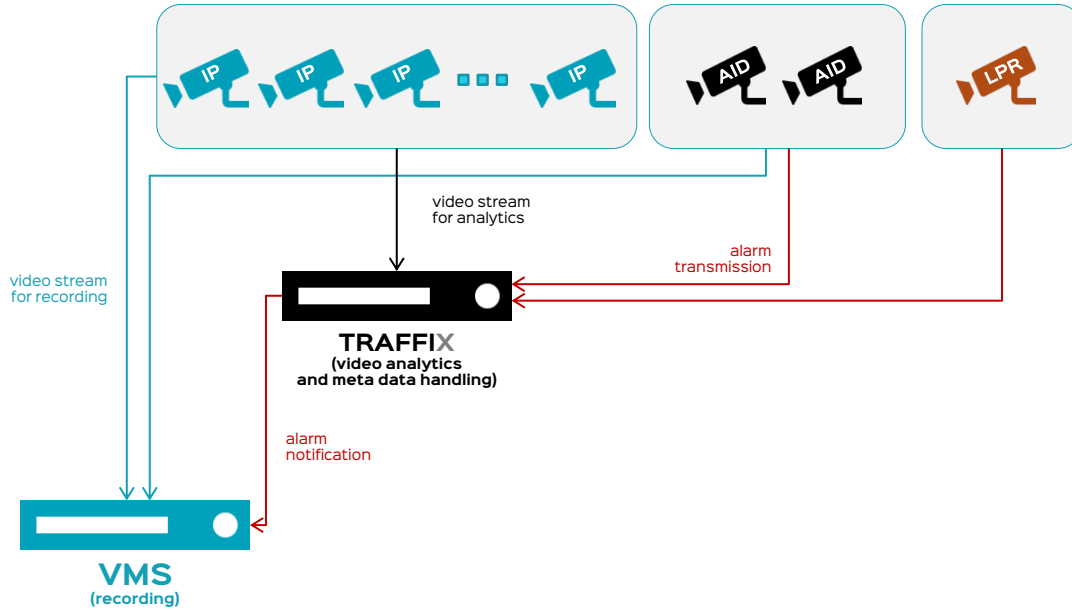 IP
IP
IP
IP
AID
AID
LPR
video stream
for analytics
alarm
transmission
video stream
for recording
TRAFFIX
(video analytics
and meta data handling)
alarm
notification
VMS
(recording)